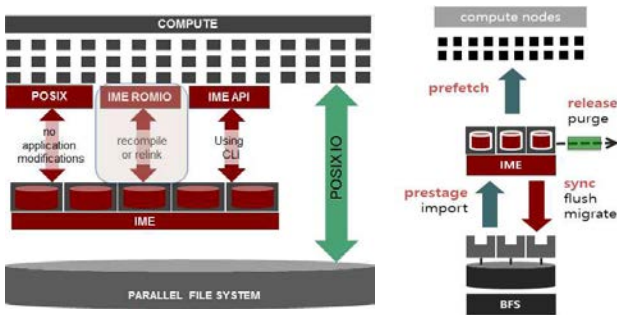 COMPUTE
POSIX
IME ROMIO
IME API
no
application
modifications
recompile
or relink
Using
CLI
POSIX IO
IME
PARALLEL FILE SYSTEM
compute nodes
prefetch
release
purge
IME
prestage
import
sync
flush
migrate
BFS